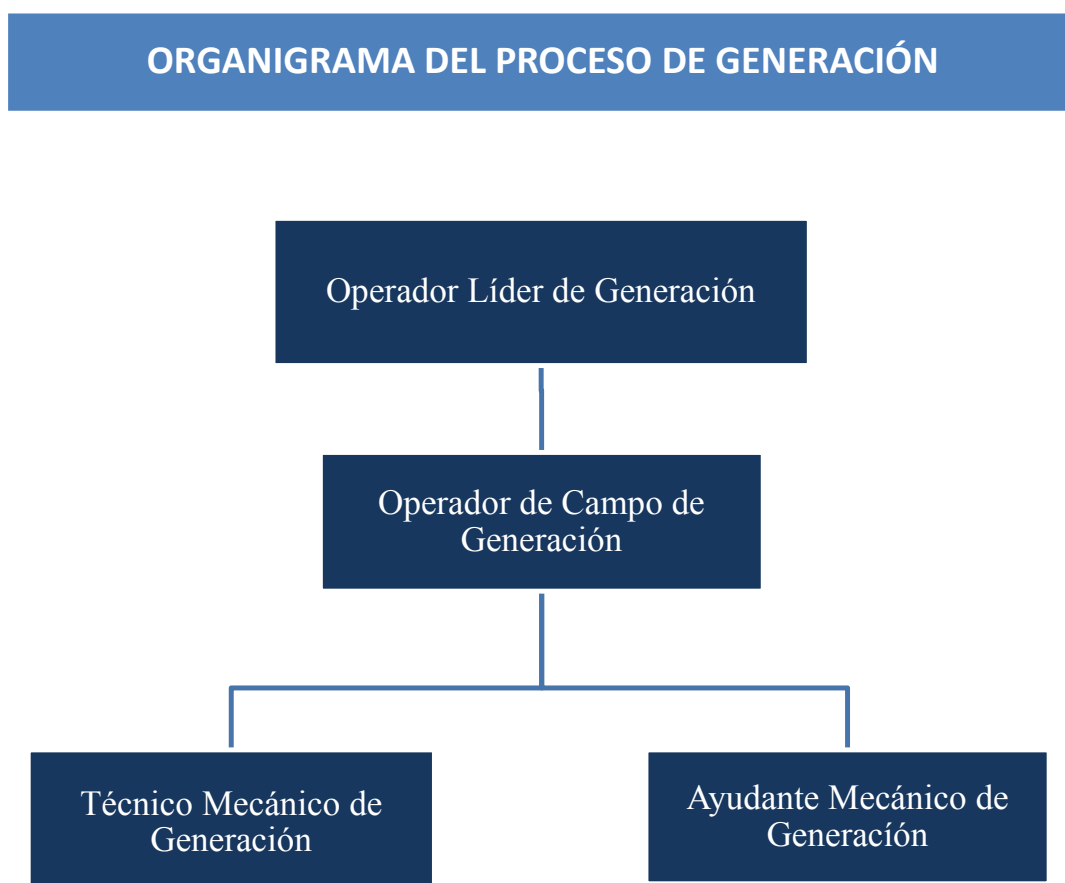 ORGANIGRAMA DEL PROCESO DE GENERACIÓN
Operador Líder de Generación
Operador de Campo de
Generación
Técnico Mecánico de
Generación
Ayudante Mecánico de
Generacíón